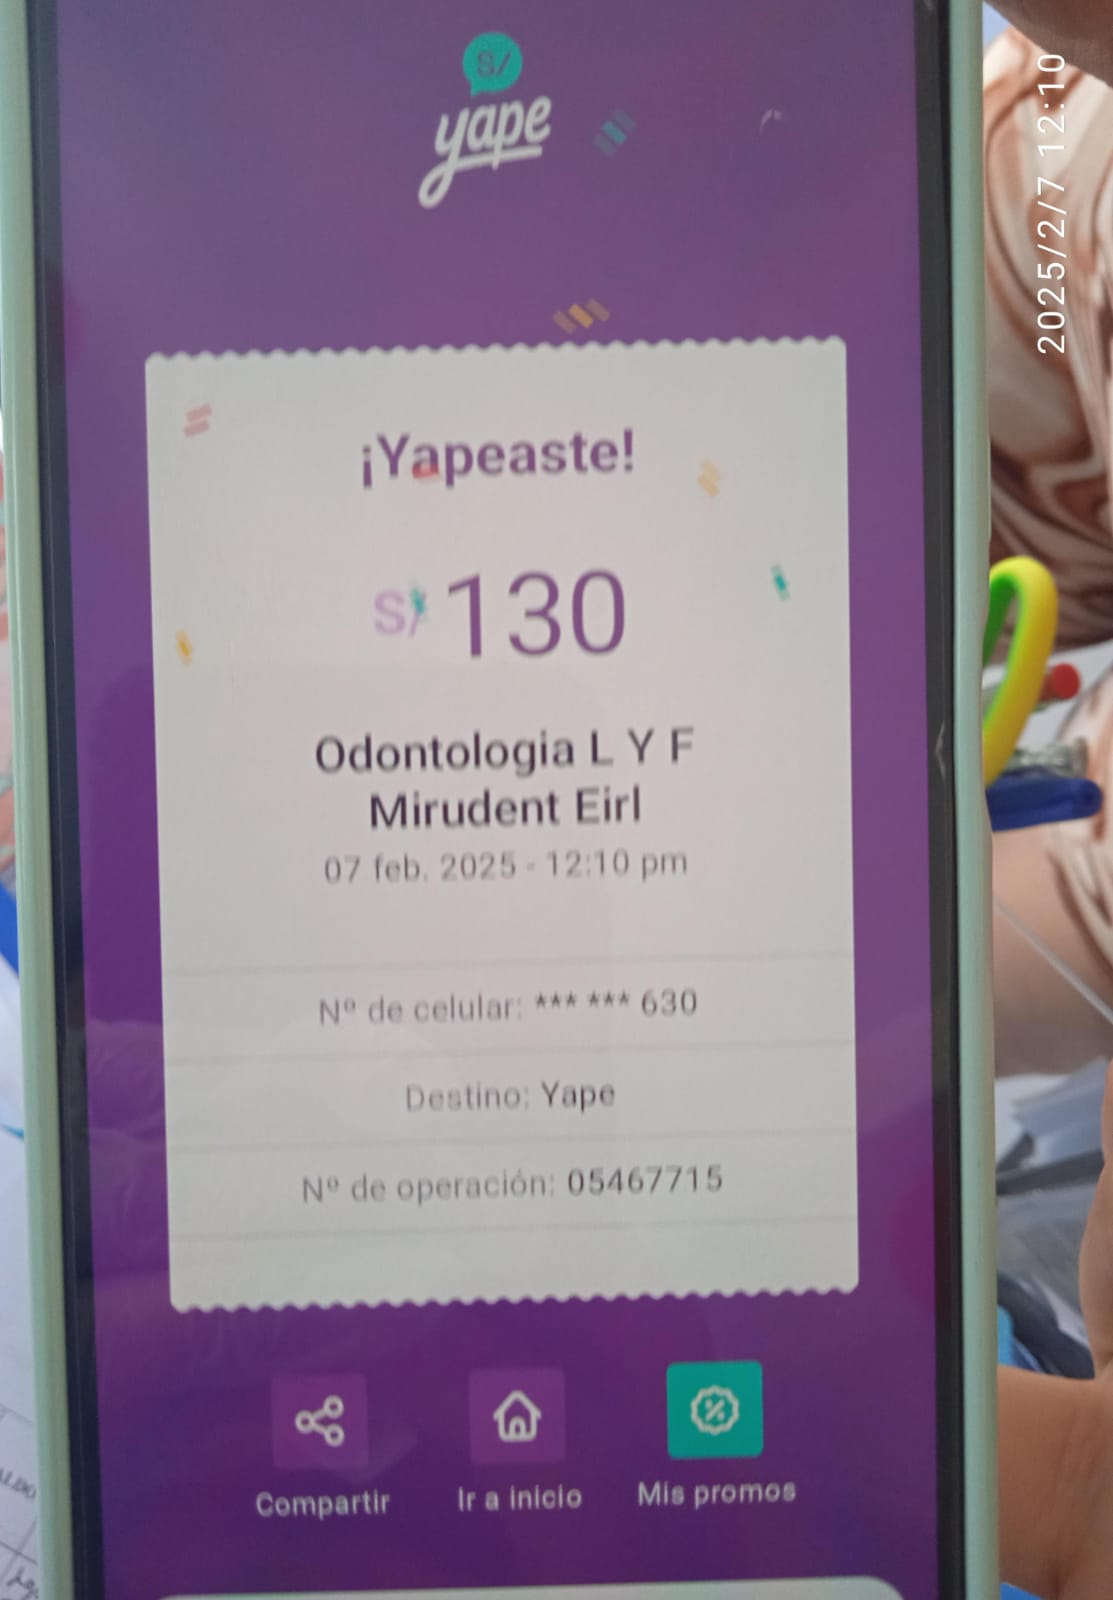 2025/2/7 12:10
S/
yape
¡Yapeaste!
S/ 130
Odontologia L Y F
Mirudent Eirl
07 feb. 2025 - 12:10 pm
Nº de celular: *** *** 630
Destino: Yape
Nº de operación: 05467715
Compartir
Ir a inicio
Mis promos